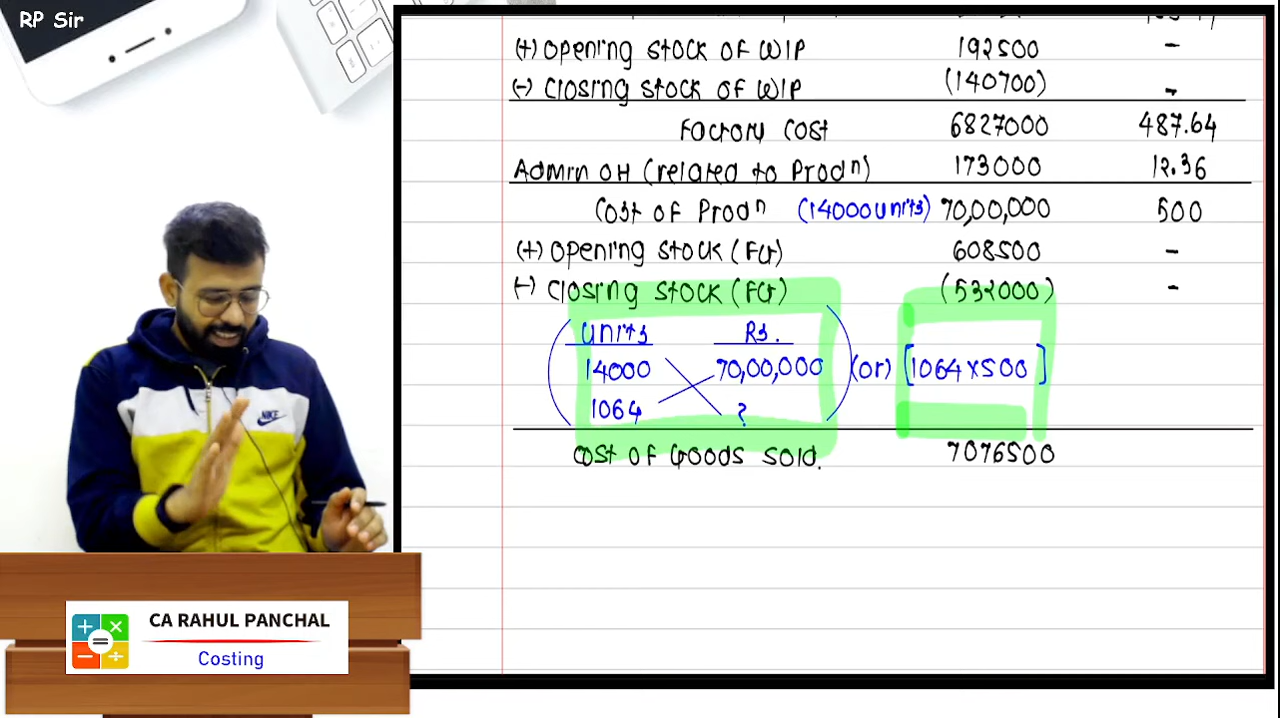 RP Sir
(+) Opening stock of WIP 192500 -
(-) Closing stock of WIP (140700) -
Factory Cost 6827000 487.64
Admin OH (related to Prodⁿ) 173000 12.36
Cost of Prodⁿ (14000units) 70,00,000 500
(+) Opening stock (FG) 608500 -
(-) Closing stock (FG) (532000) -
Units Rs.
14000 70,00,000 (or) [1064×500]
1064 ?
Cost of Goods Sold. 7076500
NIKE
CA RAHUL PANCHAL
Costing